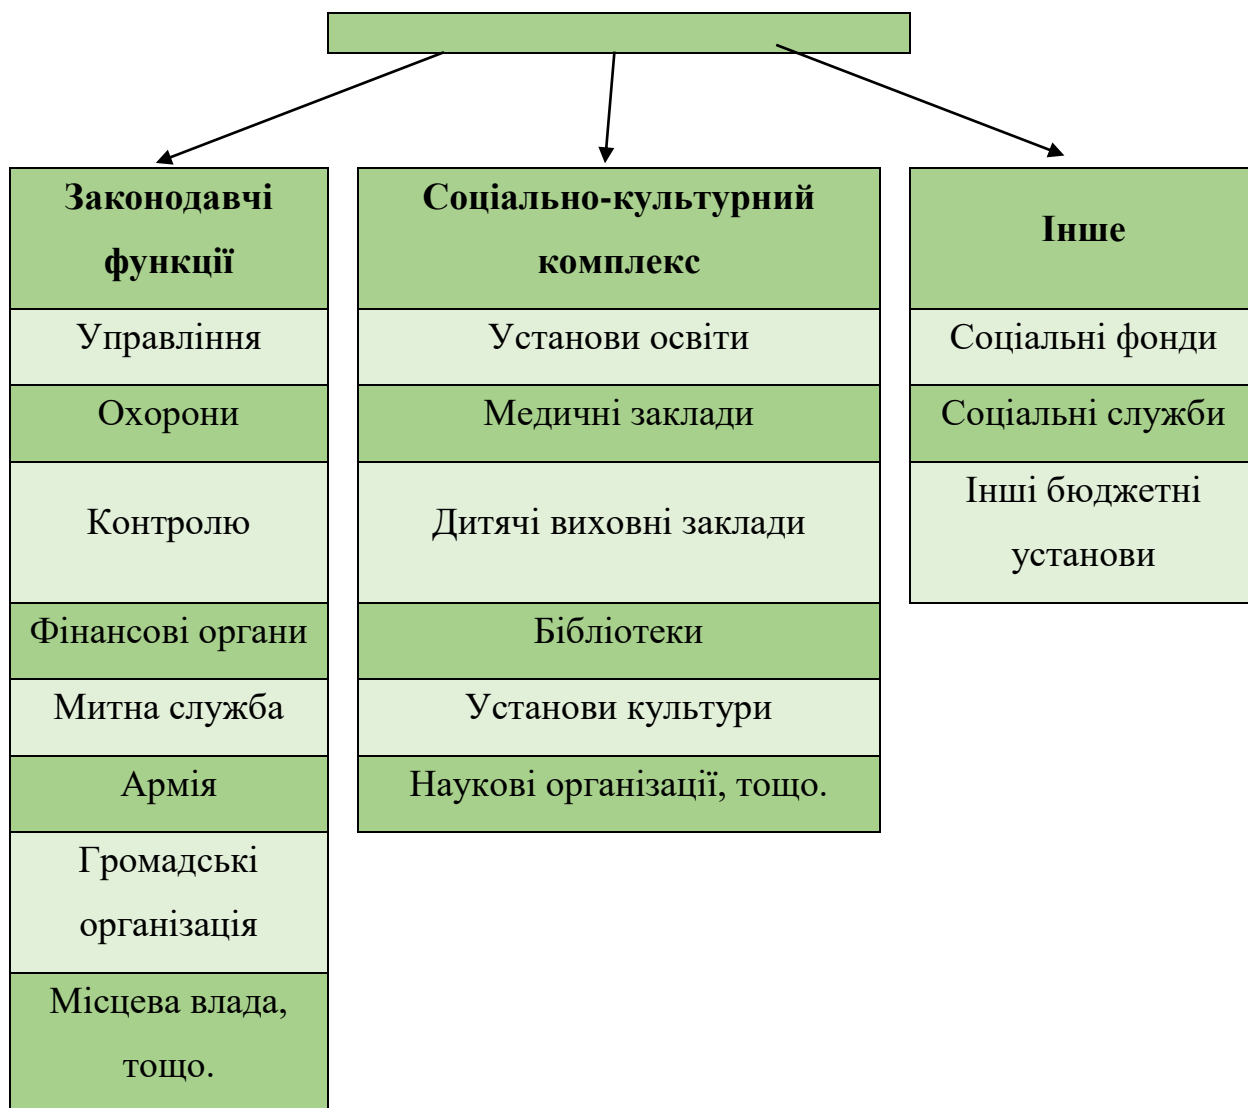 Законодавчі
функції
Управління
Охорони
Контролю
Фінансові органи
Митна служба
Армія
Громадські
організація
Місцева влада,
тощо.
Соціально-культурний
комплекс
Установи освіти
Медичні заклади
Дитячі виховні заклади
Бібліотеки
Установи культури
Наукові організації, тощо.
Інше
Соціальні фонди
Соціальні служби
Інші бюджетні
установи